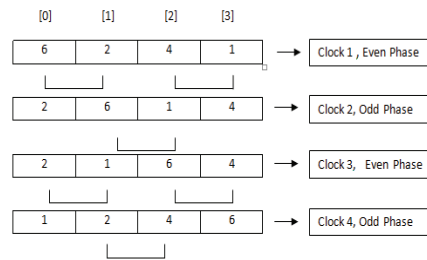 [0] [1] [2] [3]
6 2 4 1 Clock 1 , Even Phase
2 6 1 4 Clock 2, Odd Phase
2 1 6 4 Clock 3, Even Phase
1 2 4 6 Clock 4, Odd Phase